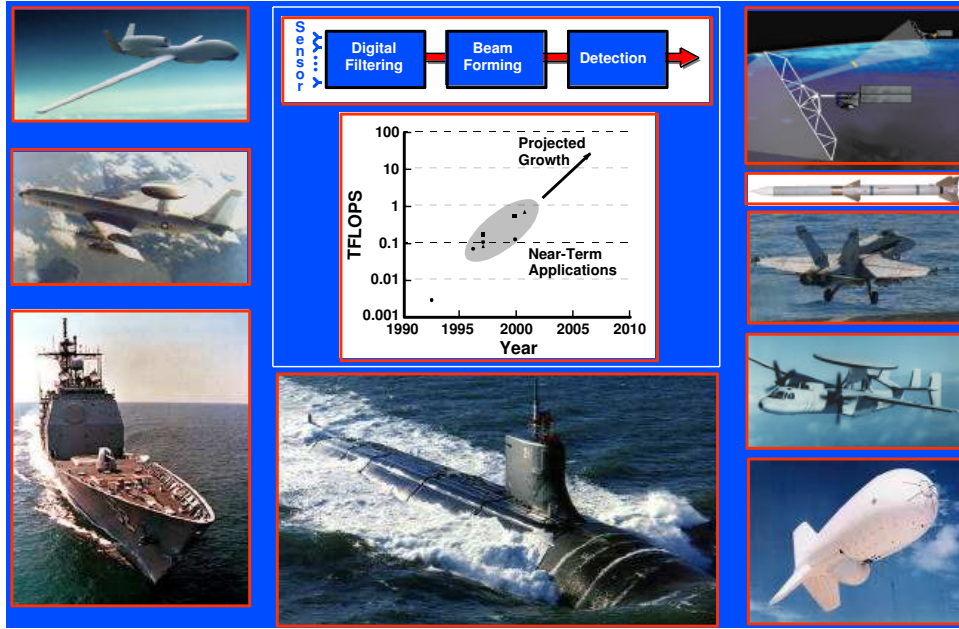 Sensor
Digital
Filtering
Beam
Forming
Detection
100
10
1
0.1
0.01
0.001
TFLOPS
Projected
Growth
Near-Term
Applications
1990 1995 2000 2005 2010
Year